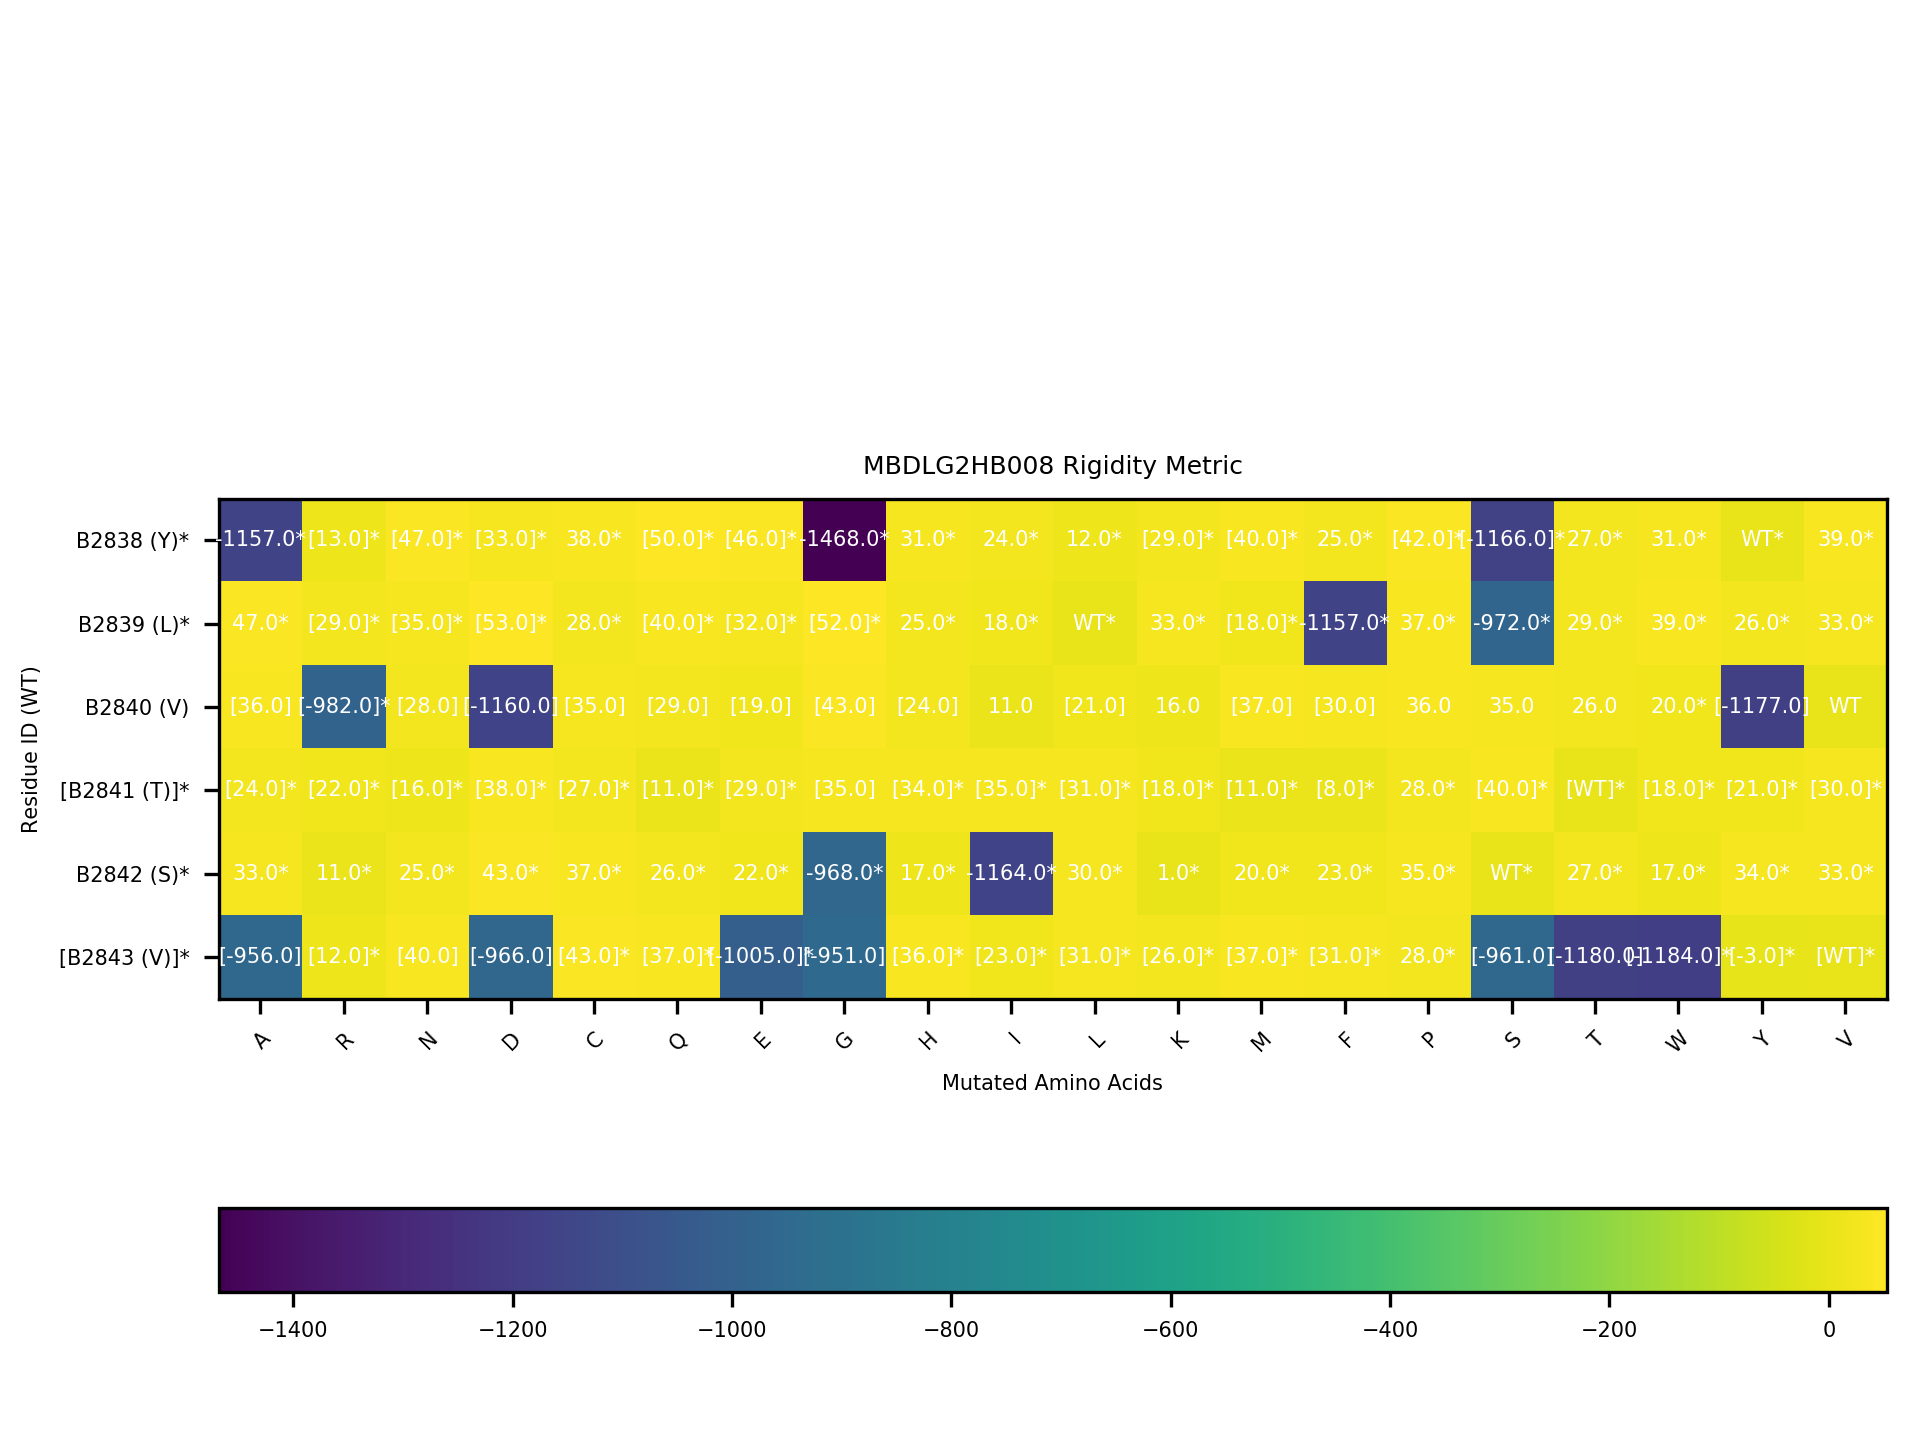 MBDLG2HB008 Rigidity Metric
Residue ID (WT)
B2838 (Y)* -1157.0* [13.0]* [47.0]* [33.0]* 38.0* [50.0]* [46.0]* -1468.0* 31.0* 24.0* 12.0* [29.0]* [40.0]* 25.0* [42.0]* [-1166.0]* 27.0* 31.0* WT* 39.0*
B2839 (L)* 47.0* [29.0]* [35.0]* [53.0]* 28.0* [40.0]* [32.0]* [52.0]* 25.0* 18.0* WT* 33.0* [18.0]* -1157.0* 37.0* -972.0* 29.0* 39.0* 26.0* 33.0*
B2840 (V) [36.0] [-982.0]* [28.0] [-1160.0] [35.0] [29.0] [19.0] [43.0] [24.0] 11.0 [21.0] 16.0 [37.0] [30.0] 36.0 35.0 26.0 20.0* [-1177.0] WT
[B2841 (T)]* [24.0]* [22.0]* [16.0]* [38.0]* [27.0]* [11.0]* [29.0]* [35.0] [34.0]* [35.0]* [31.0]* [18.0]* [11.0]* [8.0]* 28.0* [40.0]* [WT]* [18.0]* [21.0]* [30.0]*
B2842 (S)* 33.0* 11.0* 25.0* 43.0* 37.0* 26.0* 22.0* -968.0* 17.0* -1164.0* 30.0* 1.0* 20.0* 23.0* 35.0* WT* 27.0* 17.0* 34.0* 33.0*
[B2843 (V)]* [-956.0] [12.0]* [40.0] [-966.0] [43.0]* [37.0]* [-1005.0]* [-951.0] [36.0]* [23.0]* [31.0]* [26.0]* [37.0]* [31.0]* 28.0* [-961.0] [-1180.0] [-1184.0]* [-3.0]* [WT]*
A R N D C Q E G H I L K M F P S T W Y V
Mutated Amino Acids
−1400 −1200 −1000 −800 −600 −400 −200 0